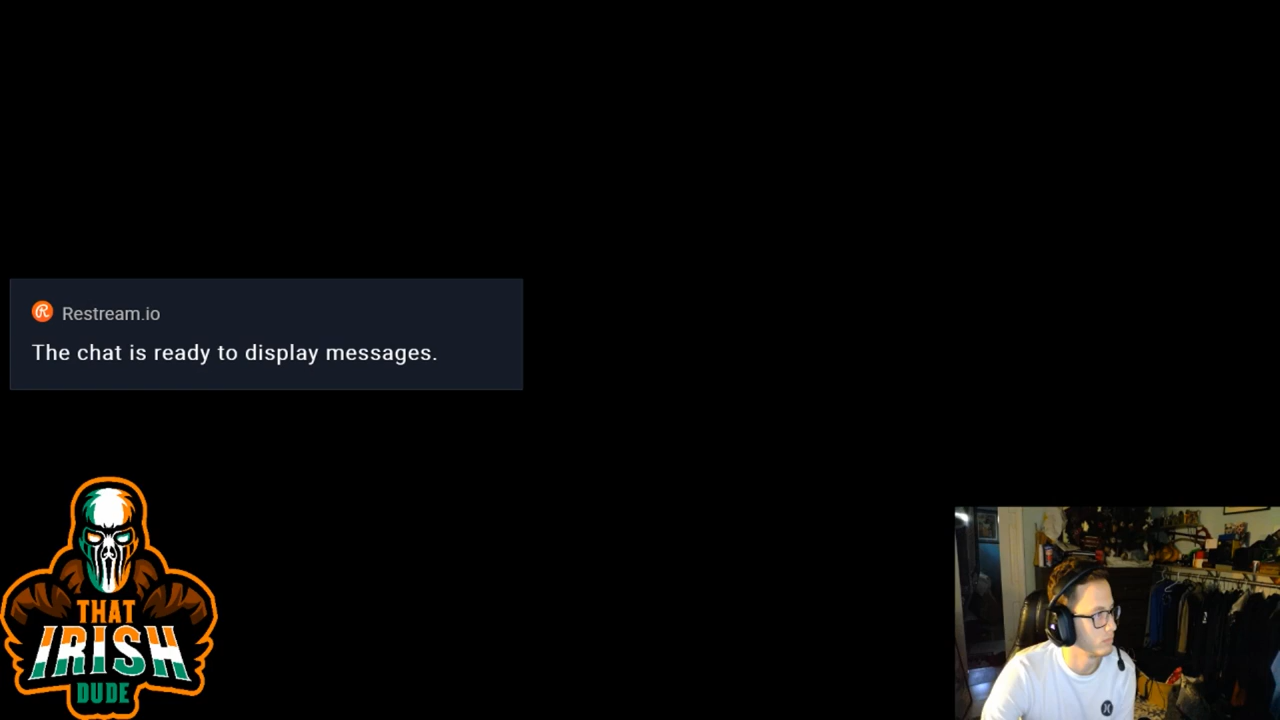 Restream.io
The chat is ready to display messages.
THAT
IRISH
DUDE